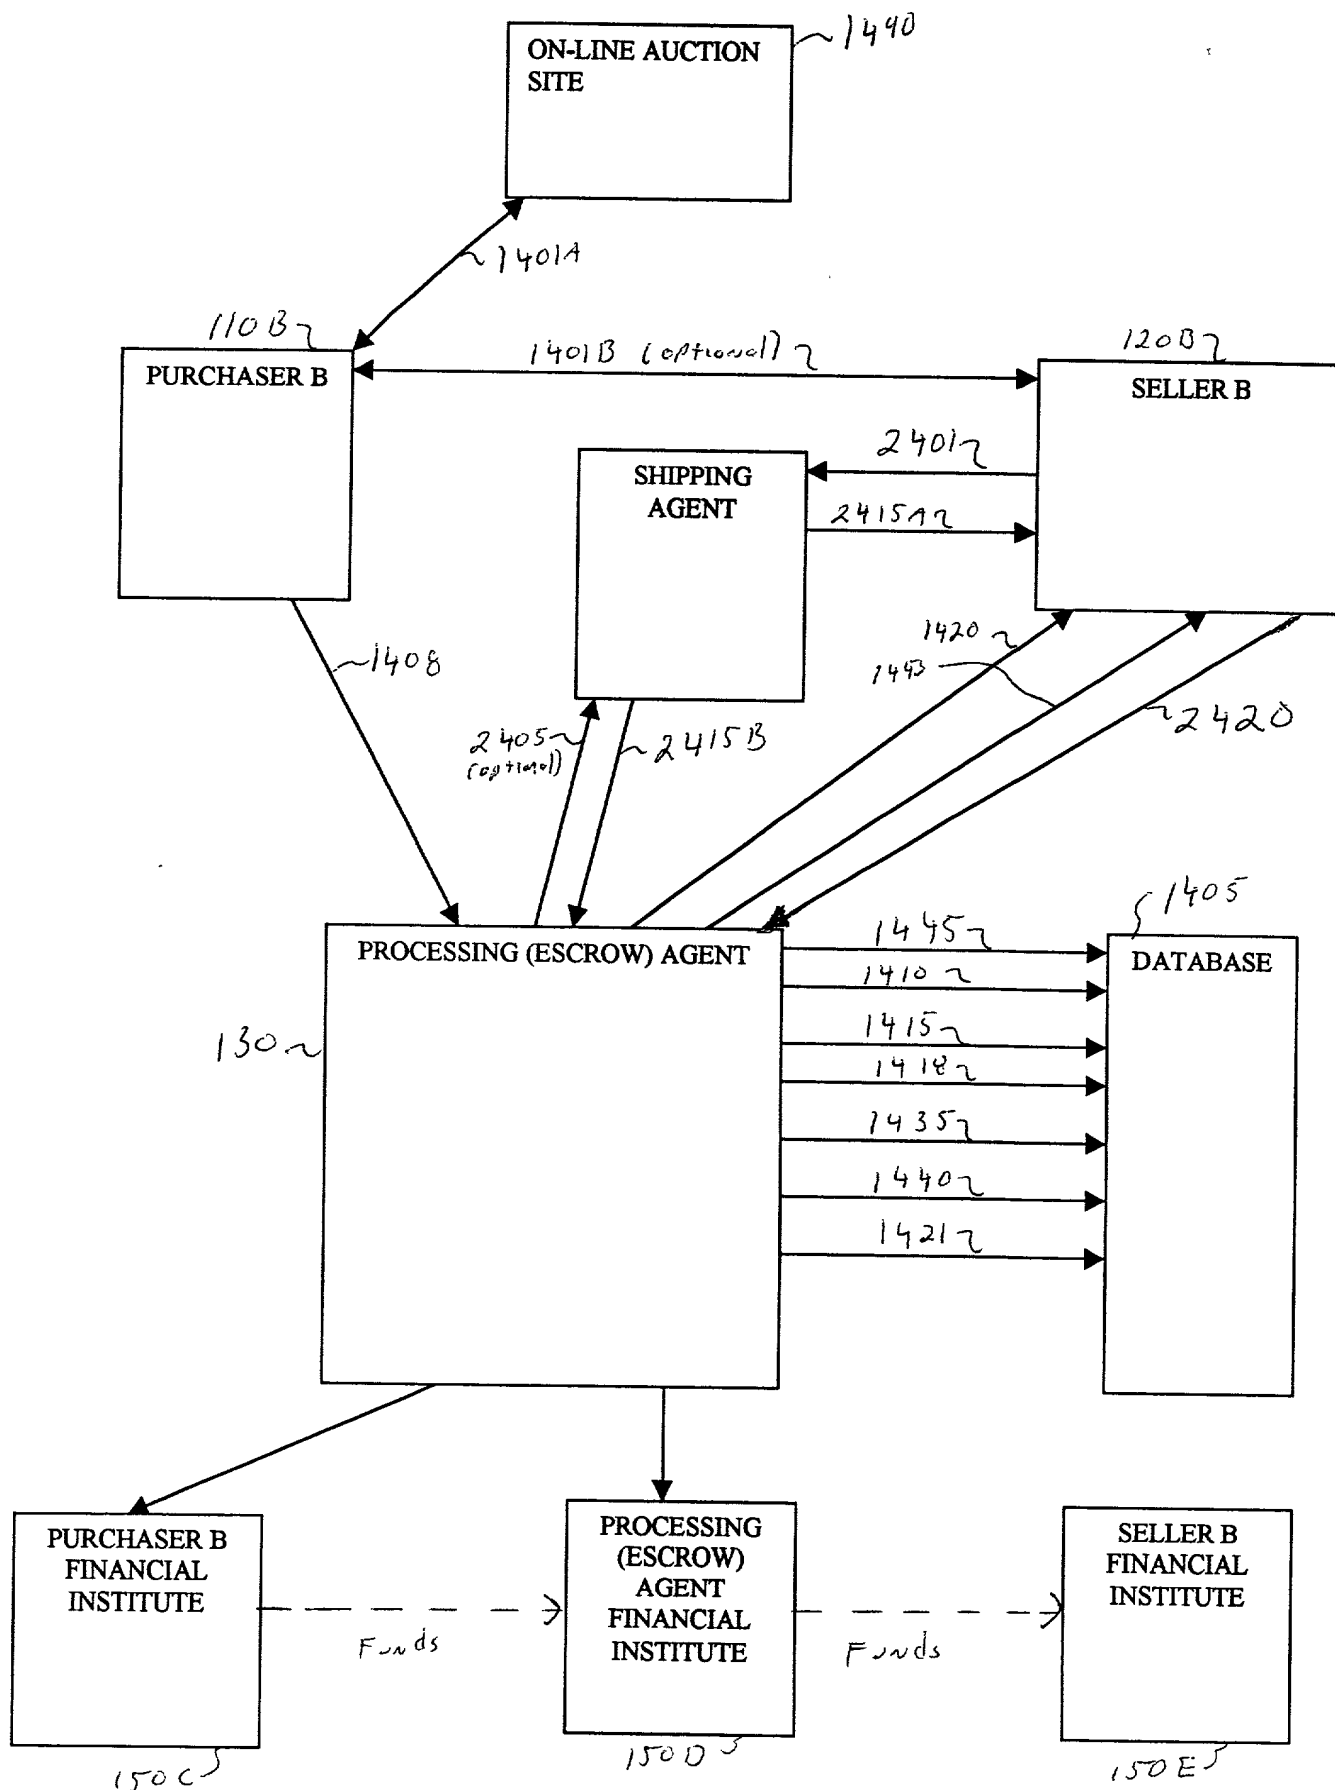 ON-LINE AUCTION
SITE
1490
1401A
110B
1401B (optional)
120B
PURCHASER B
SELLER B
2401
SHIPPING
AGENT
2415A
1420
1408
1443
2420
2405
(optional)
2415B
1405
PROCESSING (ESCROW) AGENT
1445
DATABASE
1410
130
1415
1418
1435
1440
1421
PURCHASER B
FINANCIAL
INSTITUTE
PROCESSING
(ESCROW)
AGENT
FINANCIAL
INSTITUTE
SELLER B
FINANCIAL
INSTITUTE
Funds
Funds
150C
150D
150E